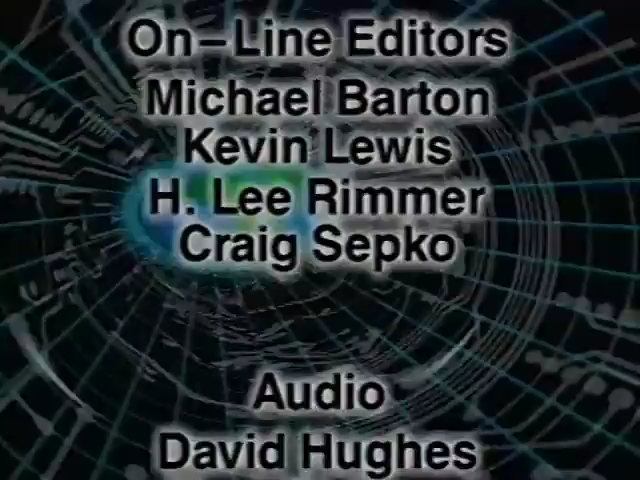 On–Line Editors
Michael Barton
Kevin Lewis
H. Lee Rimmer
Craig Sepko
Audio
David Hughes